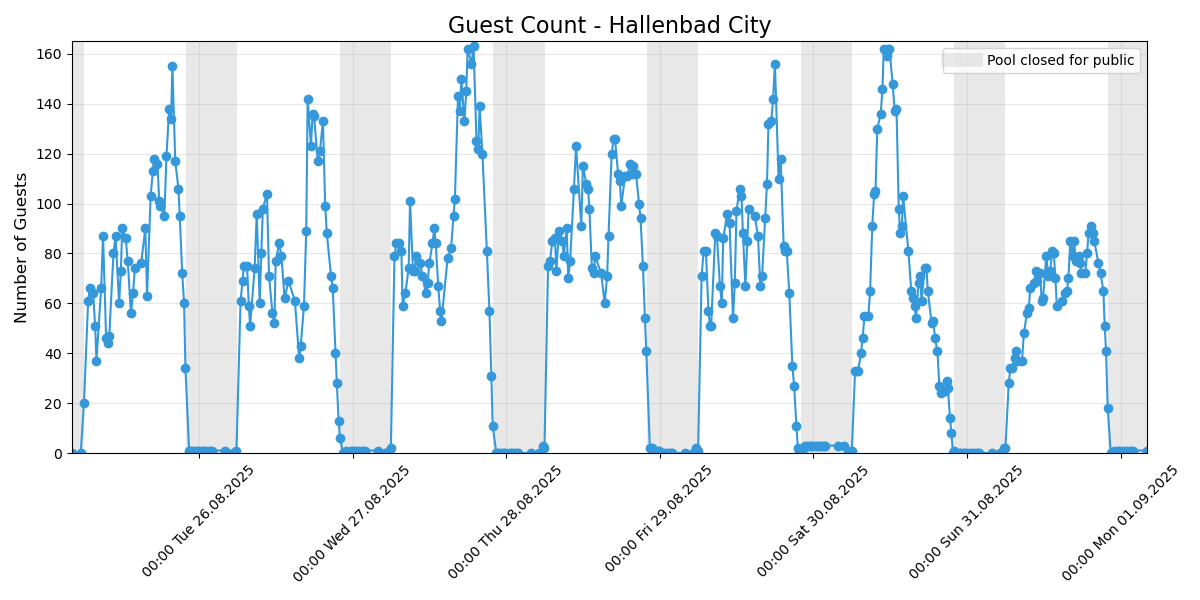 Guest Count - Hallenbad City
Pool closed for public
Number of Guests
160
140
120
100
80
60
40
20
0
00:00 Tue 26.08.2025
00:00 Wed 27.08.2025
00:00 Thu 28.08.2025
00:00 Fri 29.08.2025
00:00 Sat 30.08.2025
00:00 Sun 31.08.2025
00:00 Mon 01.09.2025